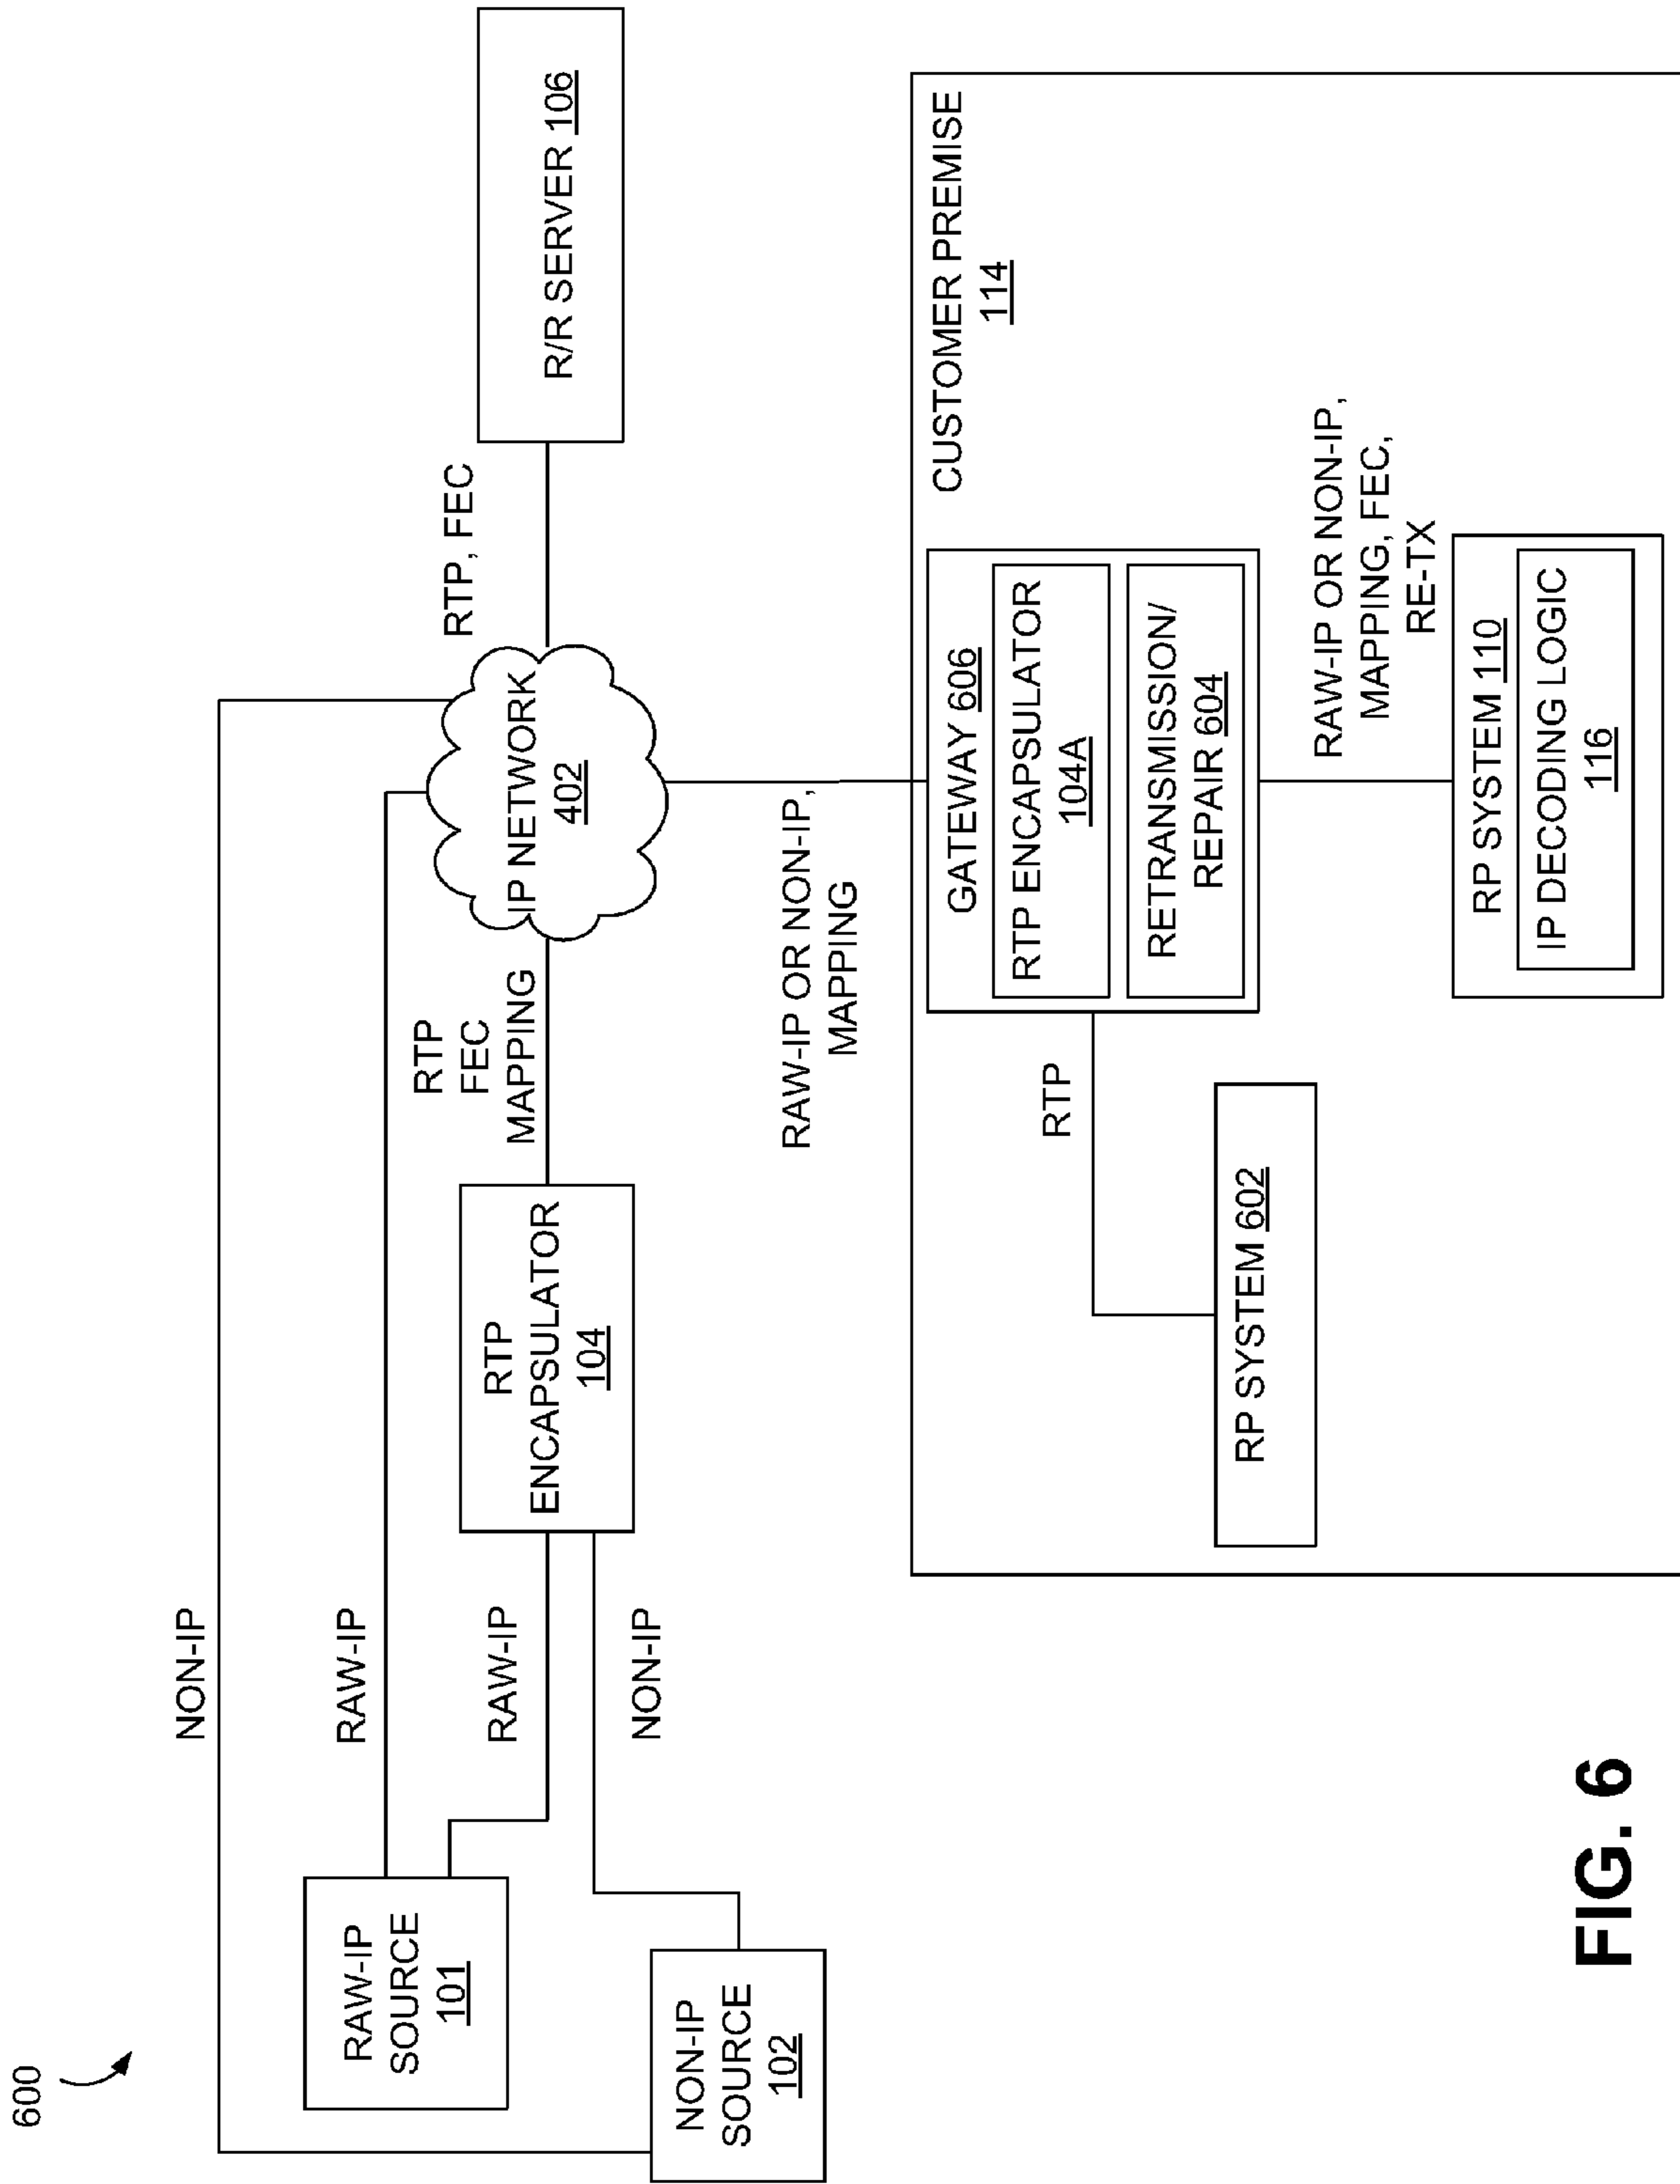 600
NON-IP
RAW-IP
RAW-IP
NON-IP
RAW-IP
SOURCE
101
NON-IP
SOURCE
102
RTP
ENCAPSULATOR
104
RTP
FEC
MAPPING
IP NETWORK
402
RTP, FEC
R/R SERVER 106
RAW-IP OR NON-IP,
MAPPING
CUSTOMER PREMISE
114
GATEWAY 606
RTP ENCAPSULATOR
104A
RETRANSMISSION/
REPAIR 604
RTP
RP SYSTEM 602
RAW-IP OR NON-IP,
MAPPING, FEC,
RE-TX
RP SYSTEM 110
IP DECODING LOGIC
116
FIG. 6